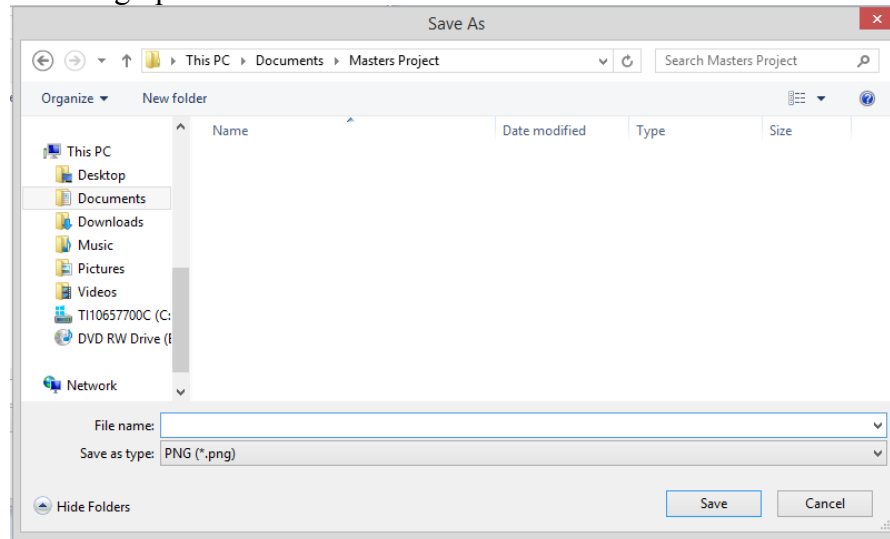 Save As
This PC Documents Masters Project
Search Masters Project
Organize New folder
Name Date modified Type Size
This PC
Desktop
Documents
Downloads
Music
Pictures
Videos
TI10657700C (C:
DVD RW Drive (
Network
File name:
Save as type: PNG (*.png)
Hide Folders
Save Cancel